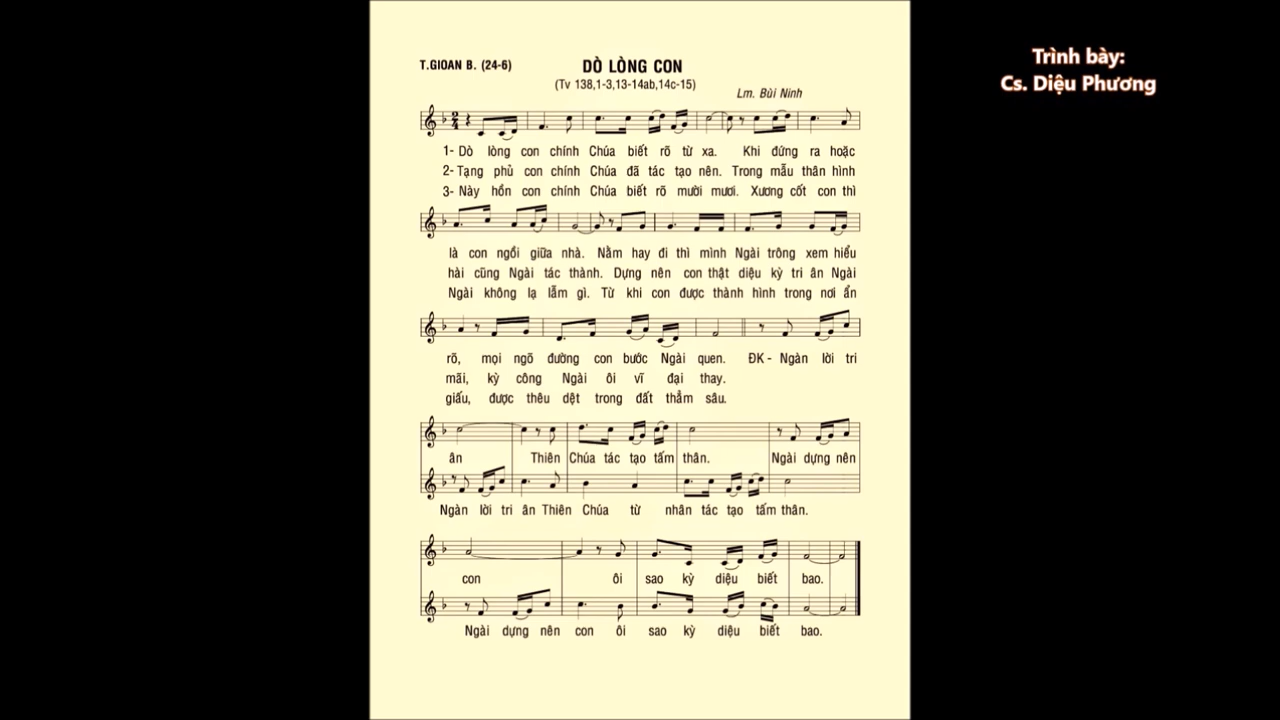 Trình bày:
Cs. Diệu Phương
T.GIOAN B. (24-6)
DÒ LÒNG CON
(Tv 138,1-3,13-14ab,14c-15)
Lm. Bùi Ninh
2/4
1- Dò lòng con chính Chúa biết rõ từ xa. Khi đứng ra hoặc
2- Tạng phủ con chính Chúa đã tác tạo nên. Trong mẫu thân hình
3- Này hồn con chính Chúa biết rõ mười mươi. Xương cốt con thì
là con ngồi giữa nhà. Nằm hay đi thì mình Ngài trông xem hiểu
hài cũng Ngài tác thành. Dựng nên con thật diệu kỳ tri ân Ngài
Ngài không lạ lẫm gì. Từ khi con được thành hình trong nơi ẩn
rõ, mọi ngõ đường con bước Ngài quen. ĐK- Ngàn lời tri
mãi, kỳ công Ngài ôi vĩ đại thay.
giấu, được thêu dệt trong đất thẳm sâu.
ân Thiên Chúa tác tạo tấm thân. Ngài dựng nên
Ngàn lời tri ân Thiên Chúa từ nhân tác tạo tấm thân.
con ôi sao kỳ diệu biết bao.
Ngài dựng nên con ôi sao kỳ diệu biết bao.